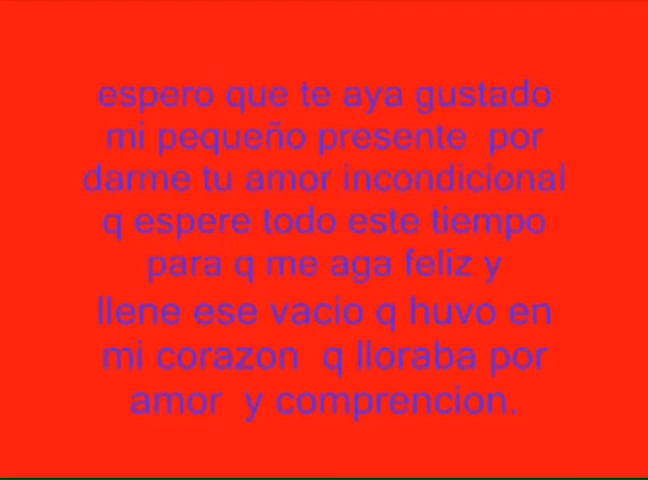 espero que te aya gustado
mi pequeño presente por
darme tu amor incondicional
q espere todo este tiempo
para q me aga feliz y
llene ese vacio q huvo en
mi corazon q lloraba por
amor y comprencion.